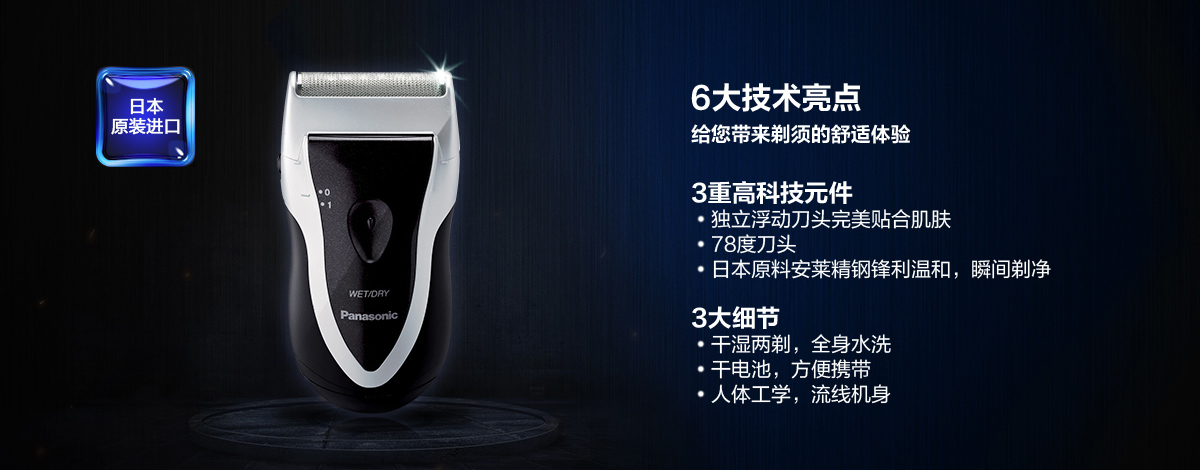 日本
原装进口
0
1
WET/DRY
Panasonic
6大技术亮点
给您带来剃须的舒适体验
3重高科技元件
•独立浮动刀头完美贴合肌肤
•78度刀头
•日本原料安莱精钢锋利温和，瞬间剃净
3大细节
•干湿两剃，全身水洗
•干电池，方便携带
•人体工学，流线机身